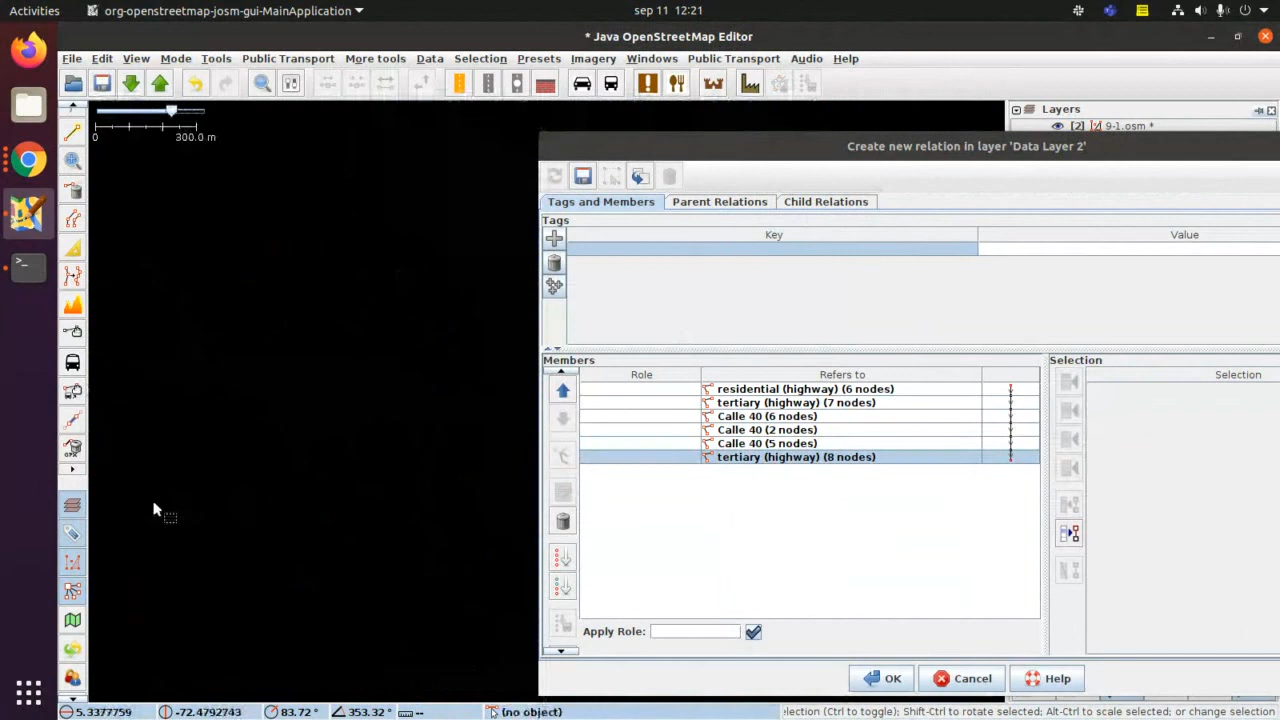 Activities org-openstreetmap-josm-gui-MainApplication sep 11 12:21
* Java OpenStreetMap Editor
File Edit View Mode Tools Public Transport More tools Data Selection Presets Imagery Windows Public Transport Audio Help
0 300.0 m
Layers
[2] 9-1.osm *
Create new relation in layer 'Data Layer 2'
Tags and Members Parent Relations Child Relations
Tags
Key Value
Members Selection
Role Refers to Selection
residential (highway) (6 nodes)
tertiary (highway) (7 nodes)
Calle 40 (6 nodes)
Calle 40 (2 nodes)
Calle 40 (5 nodes)
tertiary (highway) (8 nodes)
GPX
Apply Role:
OK Cancel Help
5.3377759 -72.4792743 83.72 ° 353.32 ° -- (no object) lection (Ctrl to toggle); Shift-Ctrl to rotate selected; Alt-Ctrl to scale selected; or change selection